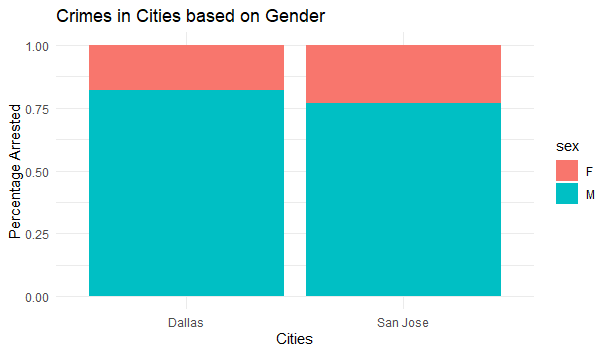 Crimes in Cities based on Gender
Percentage Arrested
1.00
0.75
0.50
0.25
0.00
Dallas
San Jose
Cities
sex
F
M